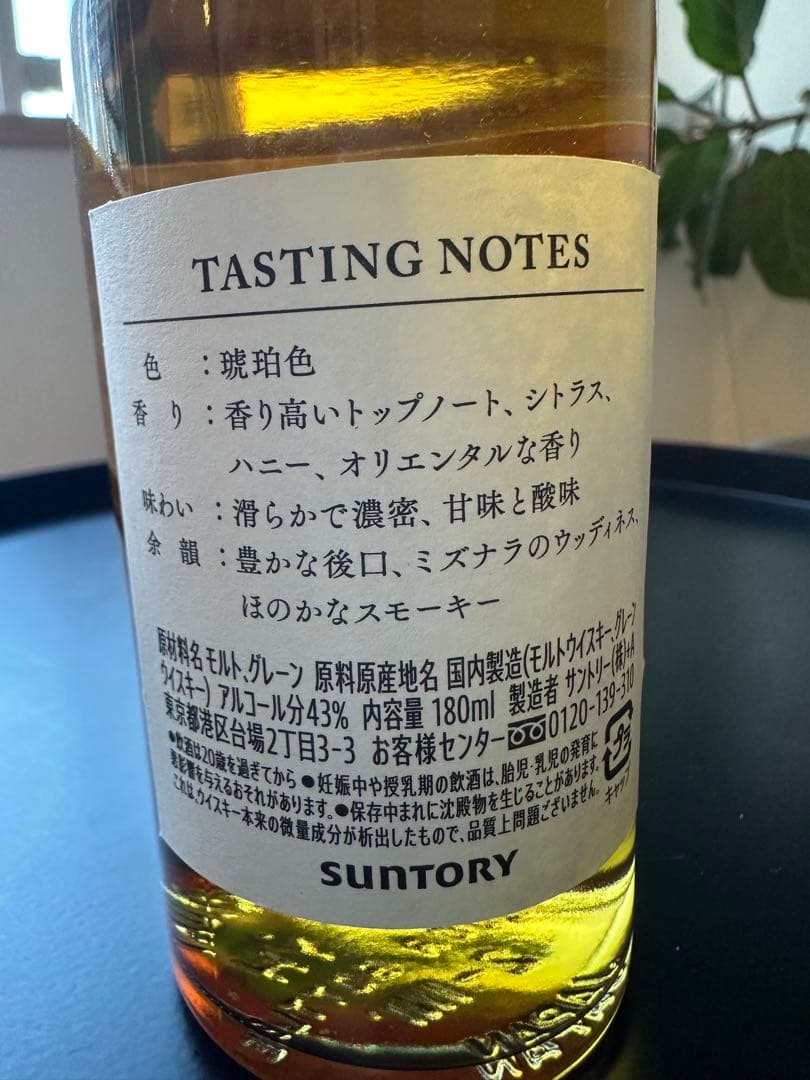 TASTING NOTES
色 ：琥珀色
香り ：香り高いトップノート、シトラス、
ハニー、オリエンタルな香り
味わい ：滑らかで濃密、甘味と酸味
余韻 ：豊かな後口、ミズナラのウッディネス、
ほのかなスモーキー
原材料名 モルト、グレーン 原料原産地名 国内製造(モルトウイスキー、グレーン
ウイスキー) アルコール分43% 内容量 180ml 製造者 サントリー(株)+A
東京都港区台場2丁目3-3 お客様センター 0120-139-310
●飲酒は20歳を過ぎてから ●妊娠中や授乳期の飲酒は、胎児・乳児の発育に
悪影響を与えるおそれがあります。●保存中まれに沈殿物を生じることがあります。
これは、ウイスキー本来の微量成分が析出したもので、品質上問題ございません。
プラ
キャップ
SUNTORY